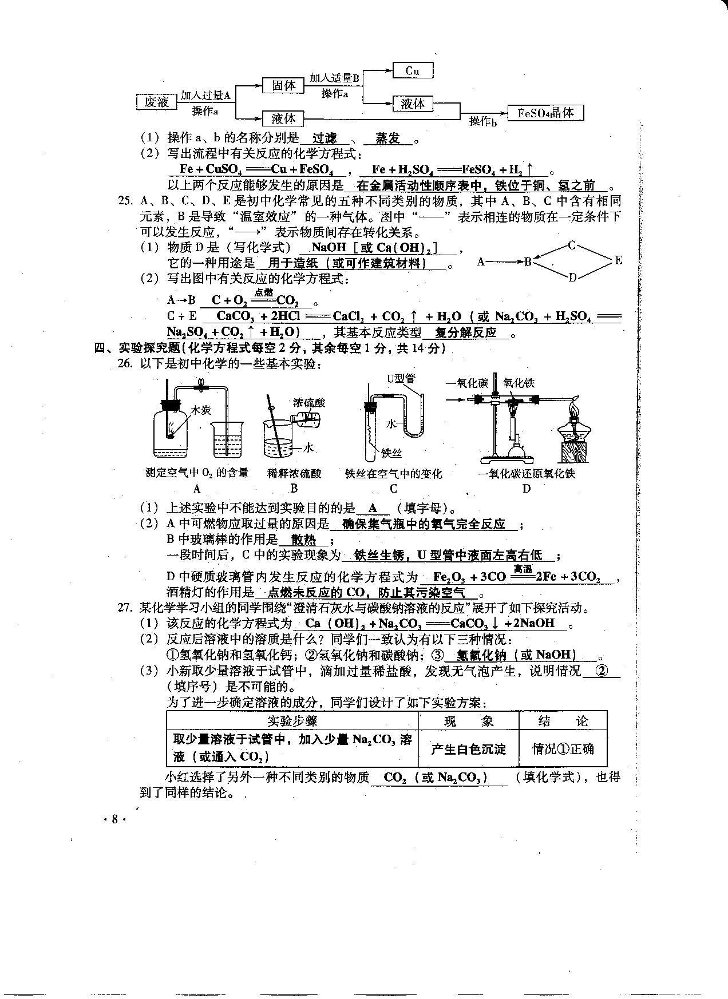 废液
加入过量A
操作a
固体
液体
加入适量B
操作a
Cu
液体
操作b
FeSO₄晶体
(1) 操作 a、b 的名称分别是 过滤 、 蒸发 。
(2) 写出流程中有关反应的化学方程式：
Fe + CuSO₄ ══ Cu + FeSO₄ ， Fe + H₂SO₄ ══ FeSO₄ + H₂↑ 。
以上两个反应能够发生的原因是 在金属活动性顺序表中，铁位于铜、氢之前 。
25. A、B、C、D、E 是初中化学常见的五种不同类别的物质，其中 A、B、C 中含有相同
元素，B 是导致“温室效应”的一种气体。图中“——”表示相连的物质在一定条件下
可以发生反应，“—→”表示物质间存在转化关系。
(1) 物质 D 是（写化学式） NaOH [或 Ca(OH)₂] ，
它的一种用途是 用于造纸（或可作建筑材料） 。
A→B C D E
(2) 写出图中有关反应的化学方程式：
A→B C + O₂ 点燃══ CO₂ 。
C+E CaCO₃ + 2HCl ══ CaCl₂ + CO₂↑ + H₂O（或 Na₂CO₃ + H₂SO₄ ══
Na₂SO₄ + CO₂↑ + H₂O） ，其基本反应类型 复分解反应 。
四、实验探究题(化学方程式每空 2 分，其余每空 1 分，共 14 分)
26. 以下是初中化学的一些基本实验：
木炭
浓硫酸
水
U型管
水
铁丝
一氧化碳
氧化铁
测定空气中 O₂ 的含量 稀释浓硫酸 铁丝在空气中的变化 一氧化碳还原氧化铁
A B C D
(1) 上述实验中不能达到实验目的的是 A （填字母）。
(2) A 中可燃物应取过量的原因是 确保集气瓶中的氧气完全反应 ；
B 中玻璃棒的作用是 散热 ；
一段时间后，C 中的实验现象为 铁丝生锈，U 型管中液面左高右低 ；
D 中硬质玻璃管内发生反应的化学方程式为 Fe₂O₃ + 3CO 高温══ 2Fe + 3CO₂ ，
酒精灯的作用是 点燃未反应的 CO，防止其污染空气 。
27. 某化学学习小组的同学围绕“澄清石灰水与碳酸钠溶液的反应”展开了如下探究活动。
(1) 该反应的化学方程式为 Ca（OH)₂ + Na₂CO₃ ══ CaCO₃↓ +2NaOH 。
(2) 反应后溶液中的溶质是什么？同学们一致认为有以下三种情况：
①氢氧化钠和氢氧化钙；②氢氧化钠和碳酸钠；③ 氢氧化钠（或 NaOH） 。
(3) 小新取少量溶液于试管中，滴加过量稀盐酸，发现无气泡产生，说明情况 ②
（填序号）是不可能的。
为了进一步确定溶液的成分，同学们设计了如下实验方案：
实验步骤 现 象 结 论
取少量溶液于试管中，加入少量 Na₂CO₃ 溶
液（或通入 CO₂）
产生白色沉淀 情况①正确
小红选择了另外一种不同类别的物质 CO₂（或 Na₂CO₃） （填化学式），也得
到了同样的结论。
· 8 ·